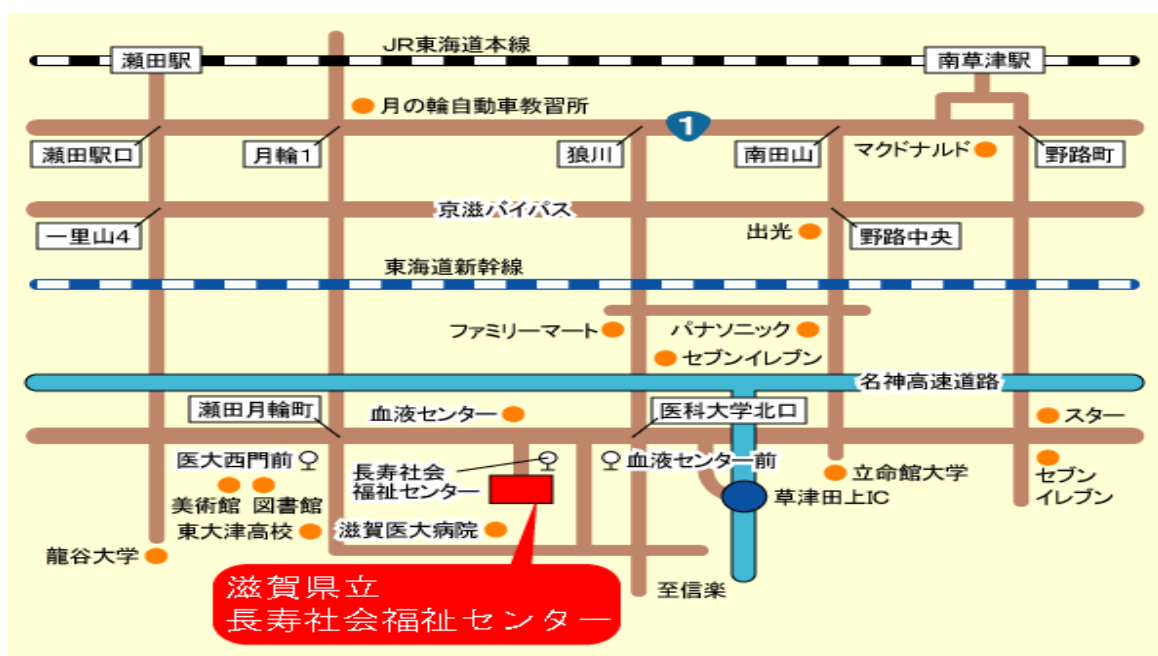 JR東海道本線
瀬田駅
南草津駅
月の輪自動車教習所
1
瀬田駅口
月輪1
狼川
南田山
マクドナルド
野路町
京滋バイパス
一里山4
出光
野路中央
東海道新幹線
ファミリーマート
パナソニック
セブンイレブン
名神高速道路
瀬田月輪町
血液センター
医科大学北口
スター
医大西門前
長寿社会
福祉センター
血液センター前
立命館大学
セブン
イレブン
美術館
図書館
草津田上IC
東大津高校
滋賀医大病院
龍谷大学
至信楽
滋賀県立
長寿社会福祉センター